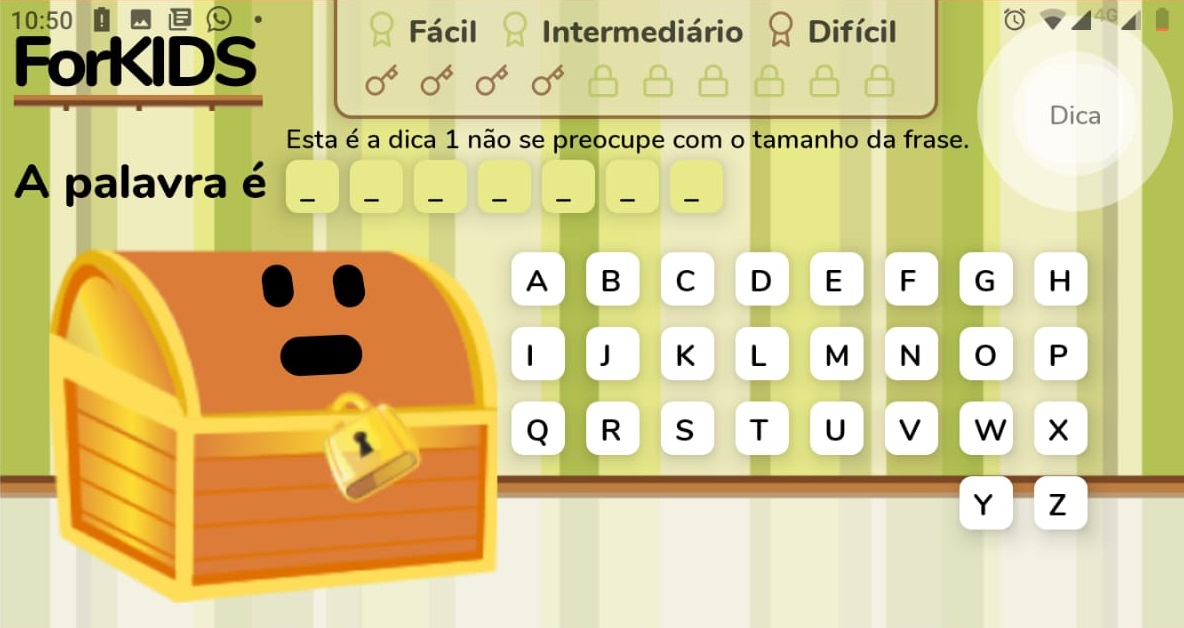 10:50
4G
ForKIDS
Fácil Intermediário Difícil
Dica
Esta é a dica 1 não se preocupe com o tamanho da frase.
A palavra é _ _ _ _ _ _ _
A B C D E F G H
I J K L M N O P
Q R S T U V W X
Y Z